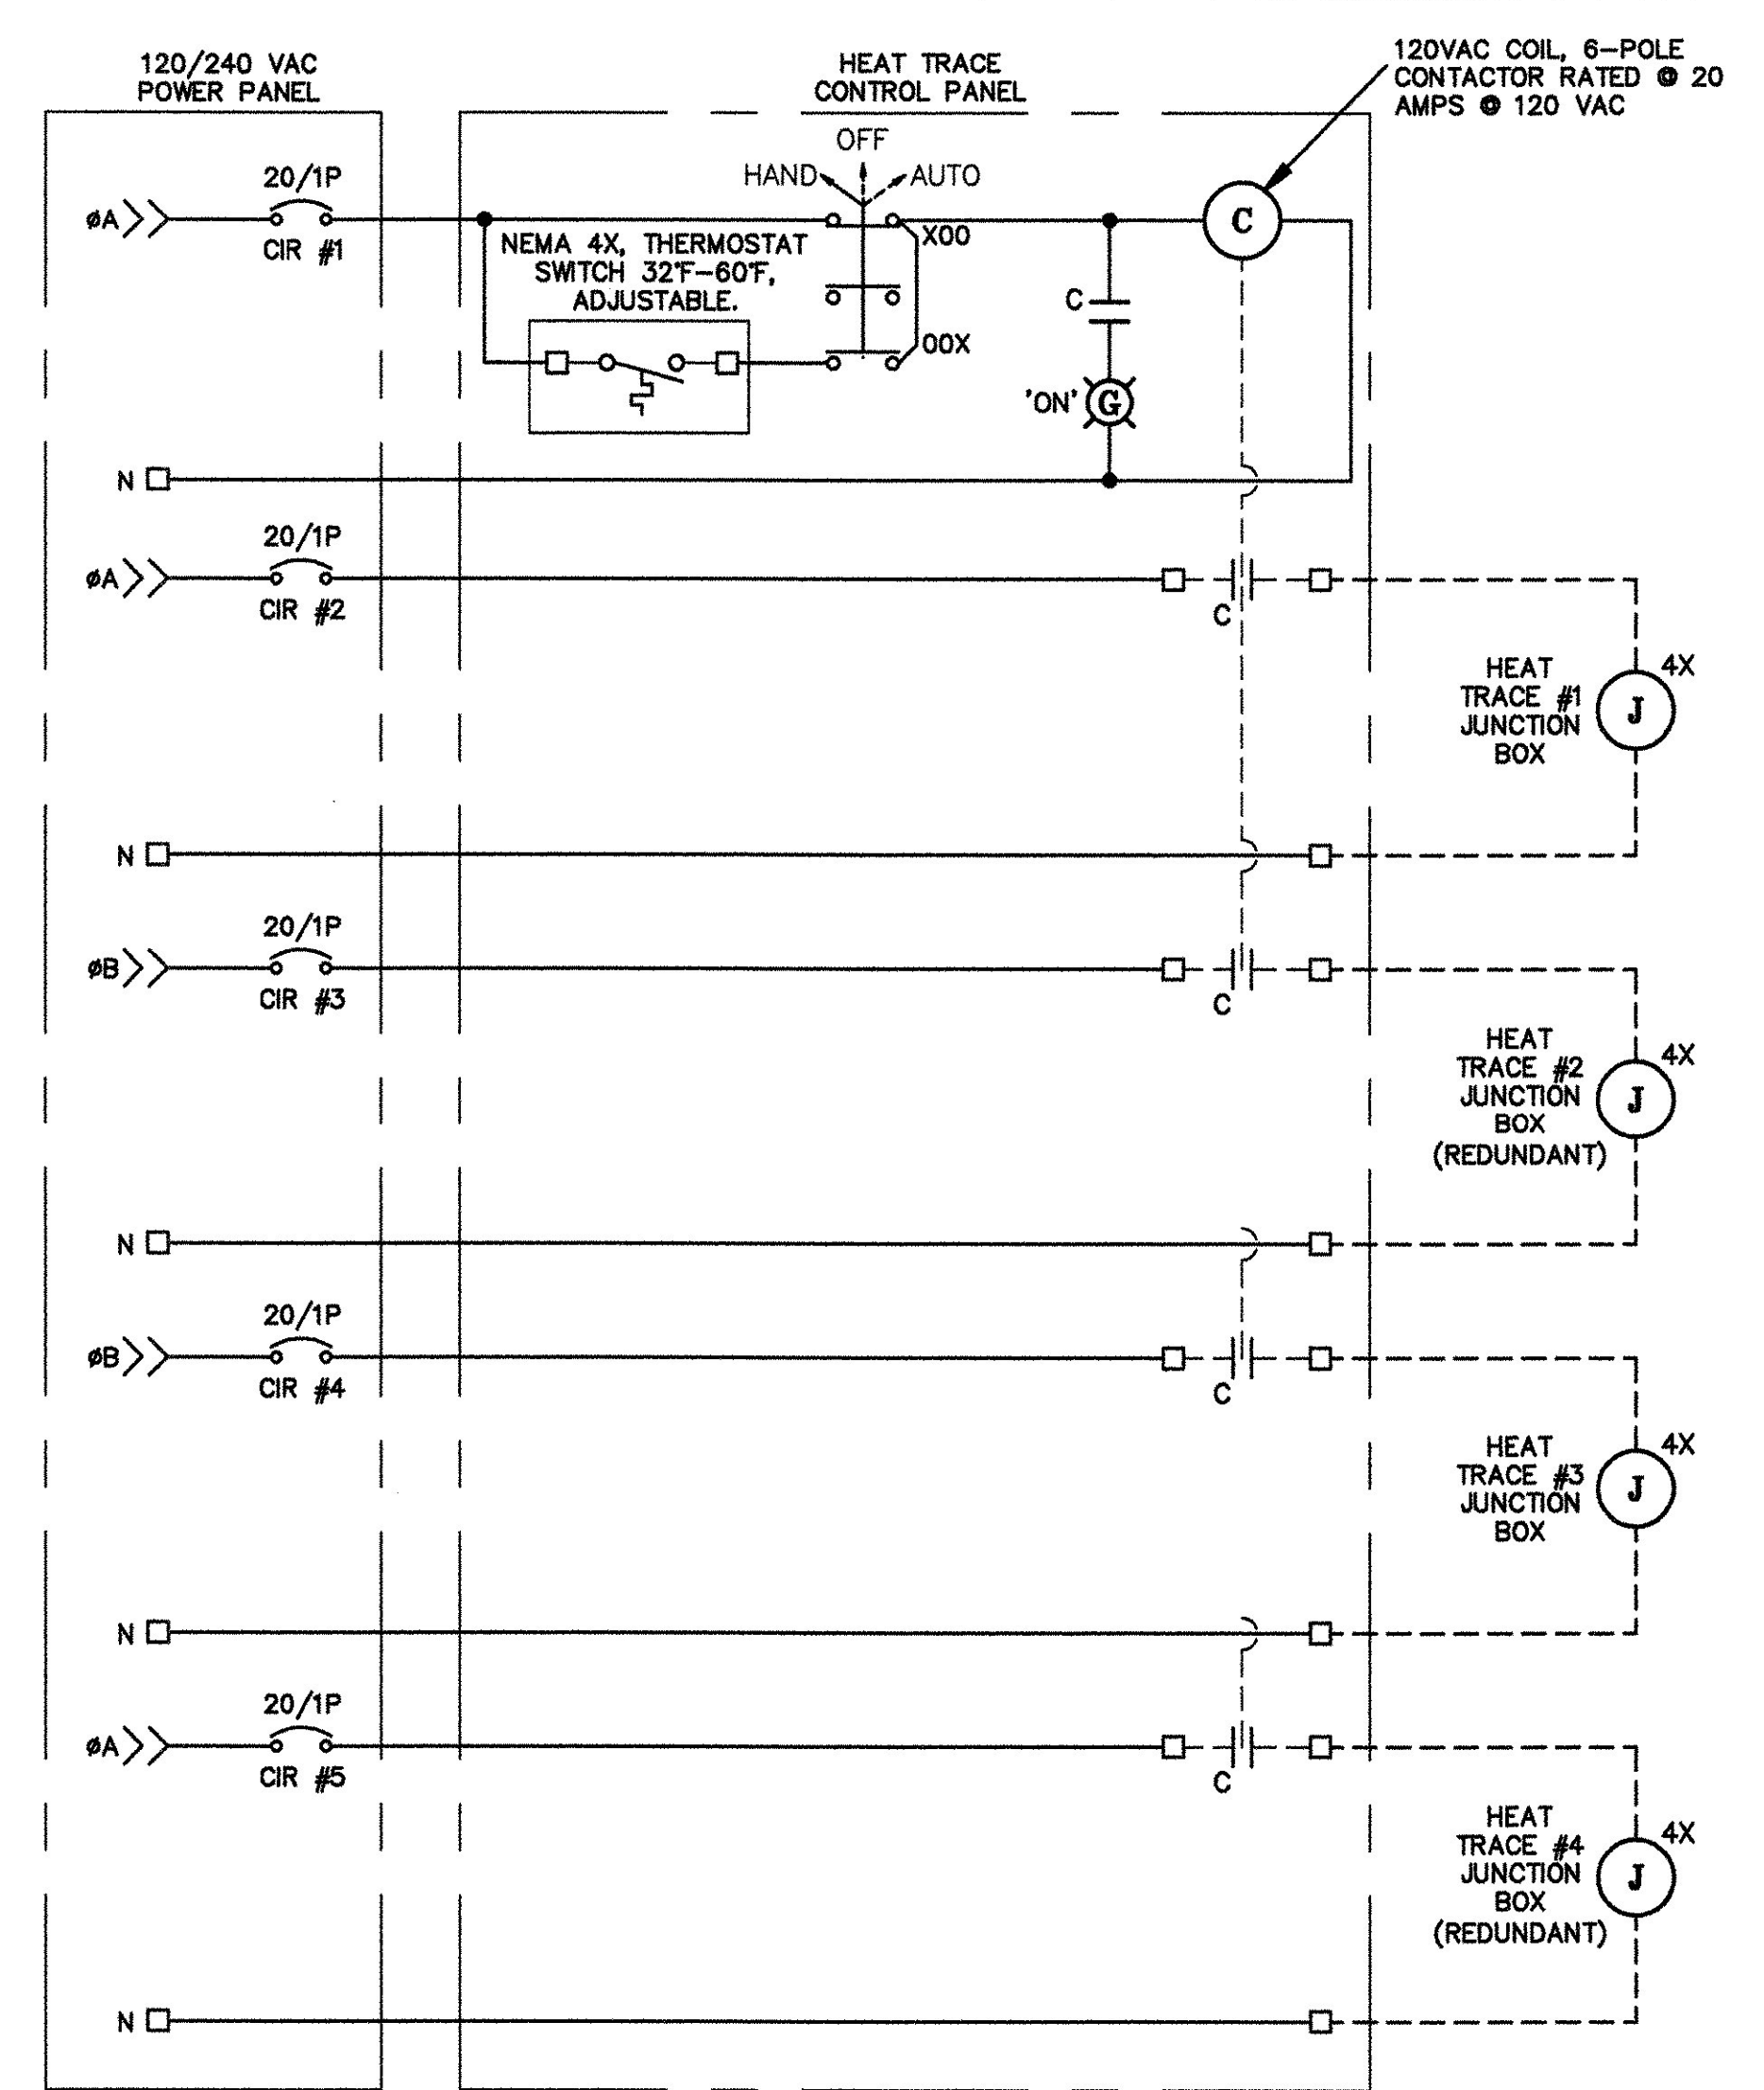 120/240 VAC
POWER PANEL
HEAT TRACE
CONTROL PANEL
120VAC COIL, 6-POLE
CONTACTOR RATED @ 20
AMPS @ 120 VAC
OFF
HAND
AUTO
20/1P
øA
CIR #1
C
X00
NEMA 4X, THERMOSTAT
SWITCH 32°F-60°F,
ADJUSTABLE.
C
00X
'ON'
G
N
20/1P
øA
CIR #2
C
HEAT
TRACE #1
JUNCTION
BOX
4X
J
N
20/1P
øB
CIR #3
C
HEAT
TRACE #2
JUNCTION
BOX
(REDUNDANT)
4X
J
N
20/1P
øB
CIR #4
C
HEAT
TRACE #3
JUNCTION
BOX
4X
J
N
20/1P
øA
CIR #5
C
HEAT
TRACE #4
JUNCTION
BOX
(REDUNDANT)
4X
J
N